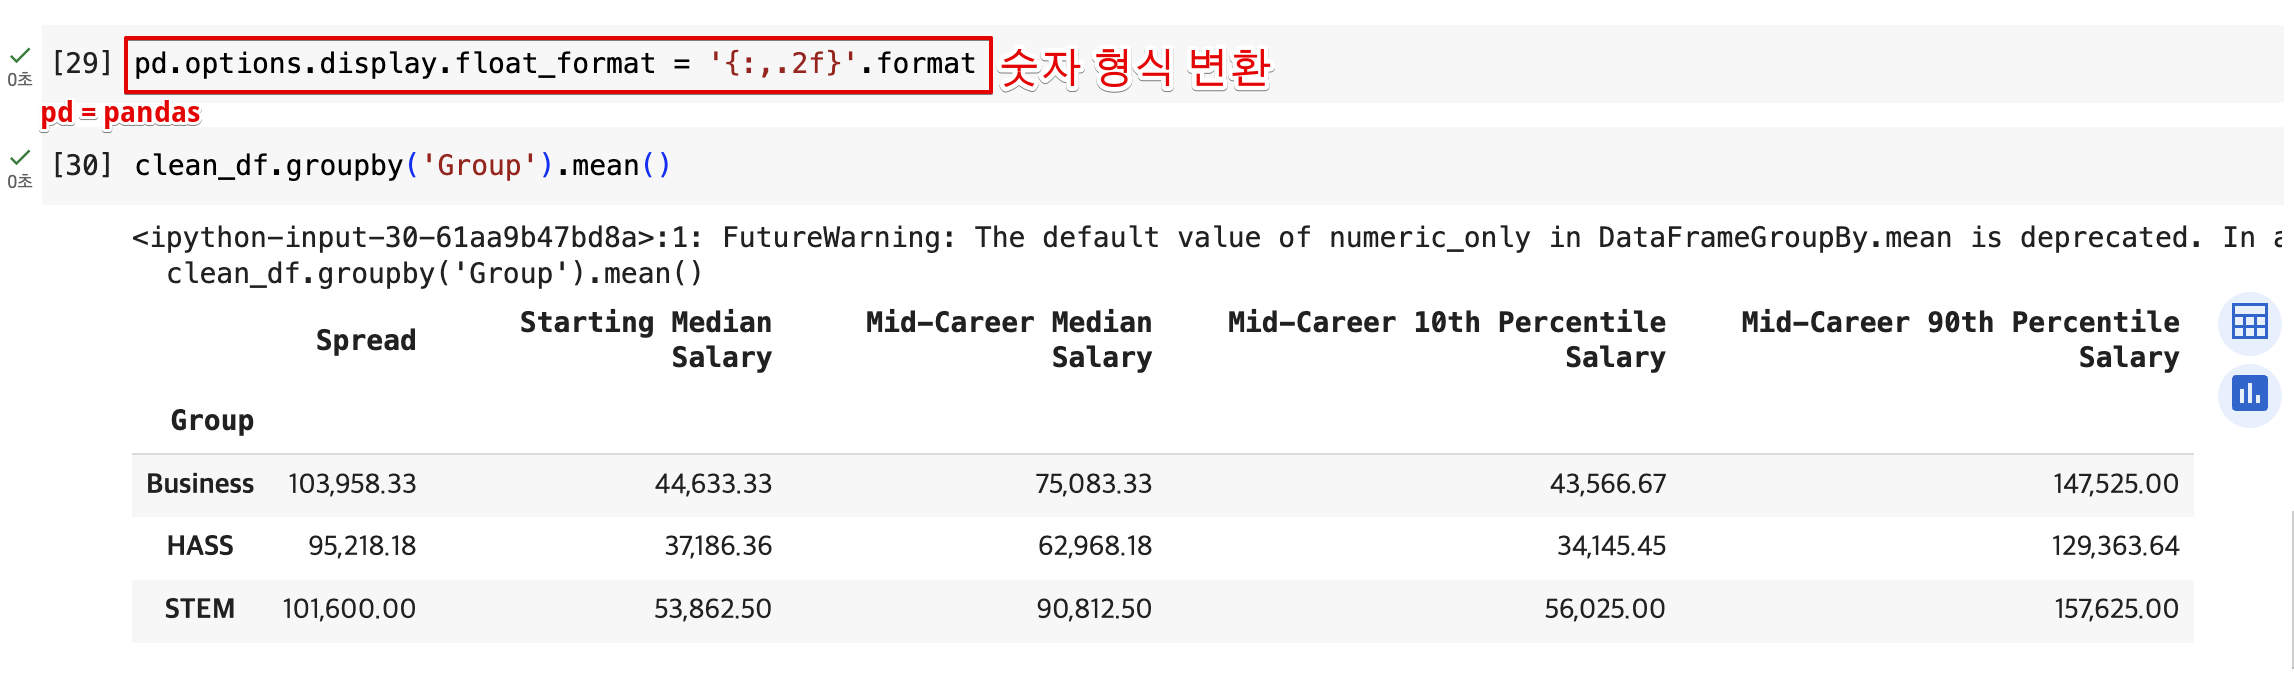 [29] pd.options.display.float_format = '{:,.2f}'.format 숫자 형식 변환
0초
pd = pandas
[30] clean_df.groupby('Group').mean()
0초
<ipython-input-30-61aa9b47bd8a>:1: FutureWarning: The default value of numeric_only in DataFrameGroupBy.mean is deprecated. In a
clean_df.groupby('Group').mean()
Spread Starting Median Salary Mid-Career Median Salary Mid-Career 10th Percentile Salary Mid-Career 90th Percentile Salary
Group
Business 103,958.33 44,633.33 75,083.33 43,566.67 147,525.00
HASS 95,218.18 37,186.36 62,968.18 34,145.45 129,363.64
STEM 101,600.00 53,862.50 90,812.50 56,025.00 157,625.00